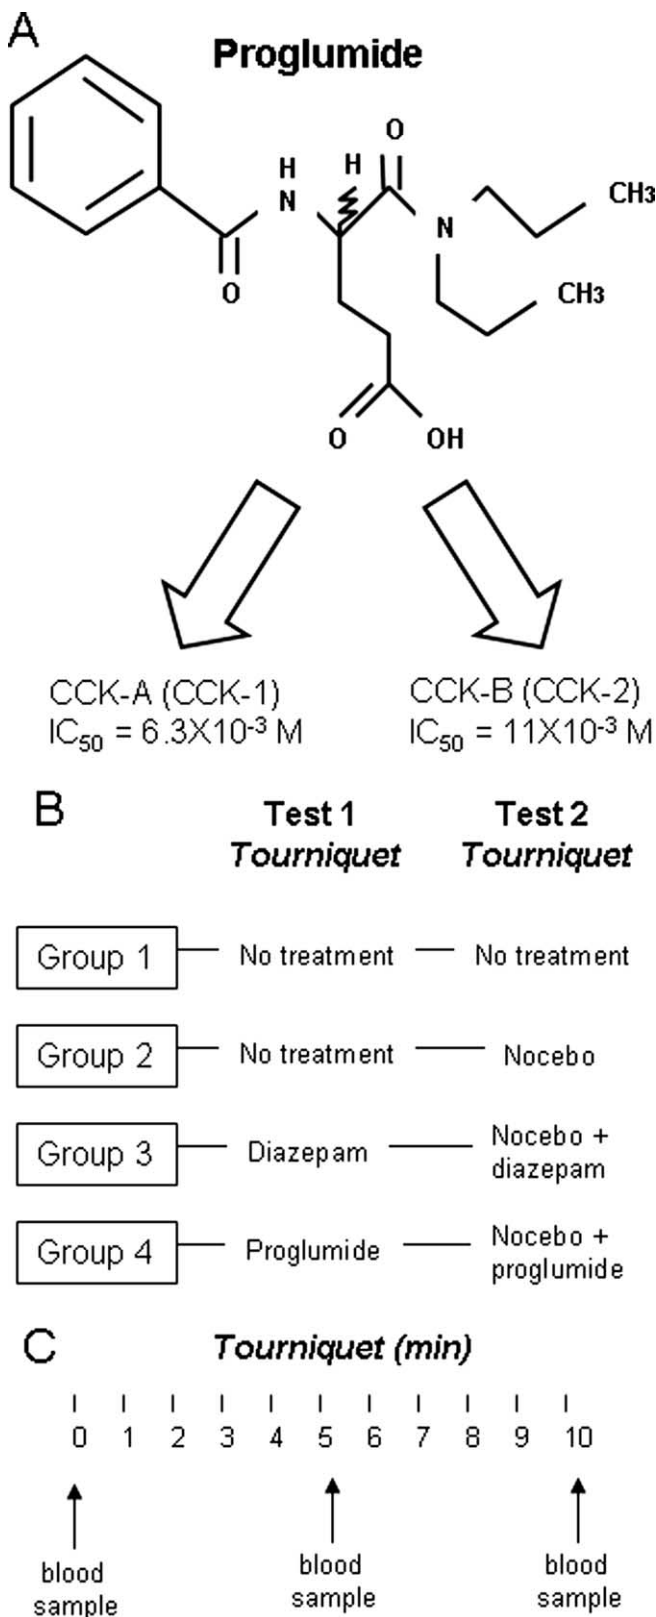 A
Proglumide
O
H
H
N
N
CH3
O
CH3
O
OH
CCK-A (CCK-1)
IC50 = 6.3X10-3 M
CCK-B (CCK-2)
IC50 = 11X10-3 M
B
Test 1
Tourniquet
Test 2
Tourniquet
Group 1
No treatment
No treatment
Group 2
No treatment
Nocebo
Group 3
Diazepam
Nocebo +
diazepam
Group 4
Proglumide
Nocebo +
proglumide
C
Tourniquet (min)
0 1 2 3 4 5 6 7 8 9 10
blood
sample
blood
sample
blood
sample